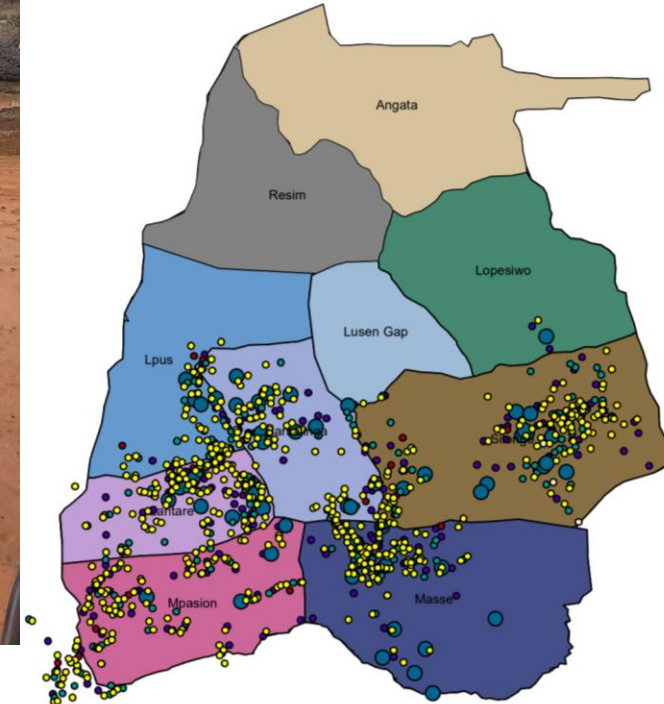 Angata
Resim
Lopesiwo
Lusen Gap
Lpus
Mpasion
Masse